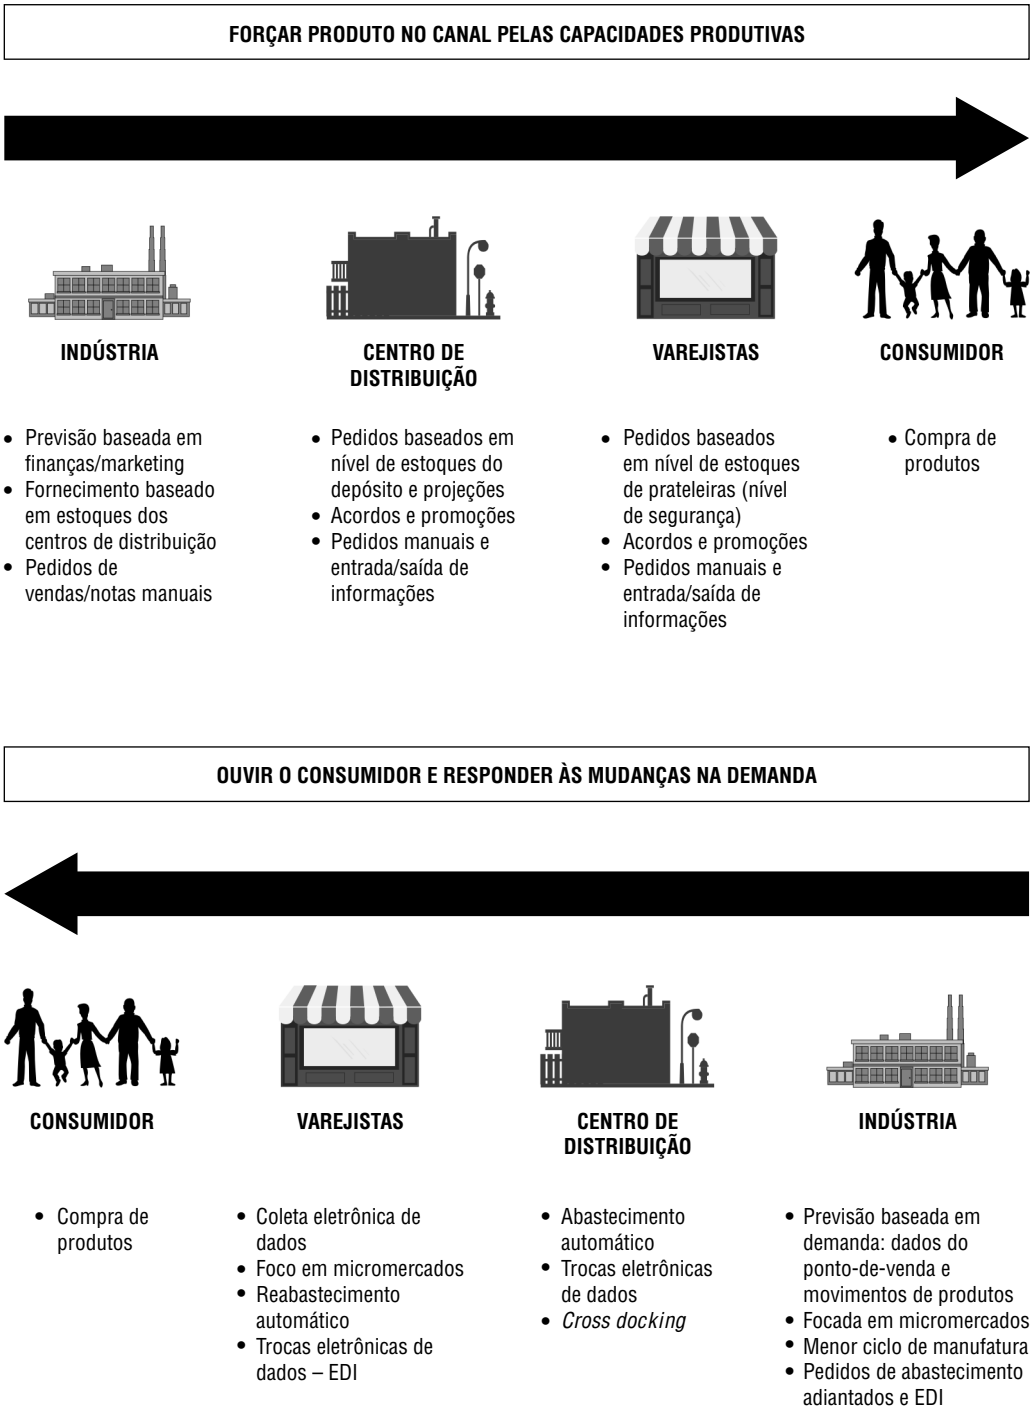 FORÇAR PRODUTO NO CANAL PELAS CAPACIDADES PRODUTIVAS
INDÚSTRIA
• Previsão baseada em
finanças/marketing
• Fornecimento baseado
em estoques dos
centros de distribuição
• Pedidos de
vendas/notas manuais
CENTRO DE
DISTRIBUIÇÃO
• Pedidos baseados em
nível de estoques do
depósito e projeções
• Acordos e promoções
• Pedidos manuais e
entrada/saída de
informações
VAREJISTAS
• Pedidos baseados
em nível de estoques
de prateleiras (nível
de segurança)
• Acordos e promoções
• Pedidos manuais e
entrada/saída de
informações
CONSUMIDOR
• Compra de
produtos
OUVIR O CONSUMIDOR E RESPONDER ÀS MUDANÇAS NA DEMANDA
CONSUMIDOR
• Compra de
produtos
VAREJISTAS
• Coleta eletrônica de
dados
• Foco em micromercados
• Reabastecimento
automático
• Trocas eletrônicas de
dados – EDI
CENTRO DE
DISTRIBUIÇÃO
• Abastecimento
automático
• Trocas eletrônicas
de dados
• Cross docking
INDÚSTRIA
• Previsão baseada em
demanda: dados do
ponto-de-venda e
movimentos de produtos
• Focada em micromercados
• Menor ciclo de manufatura
• Pedidos de abastecimento
adiantados e EDI